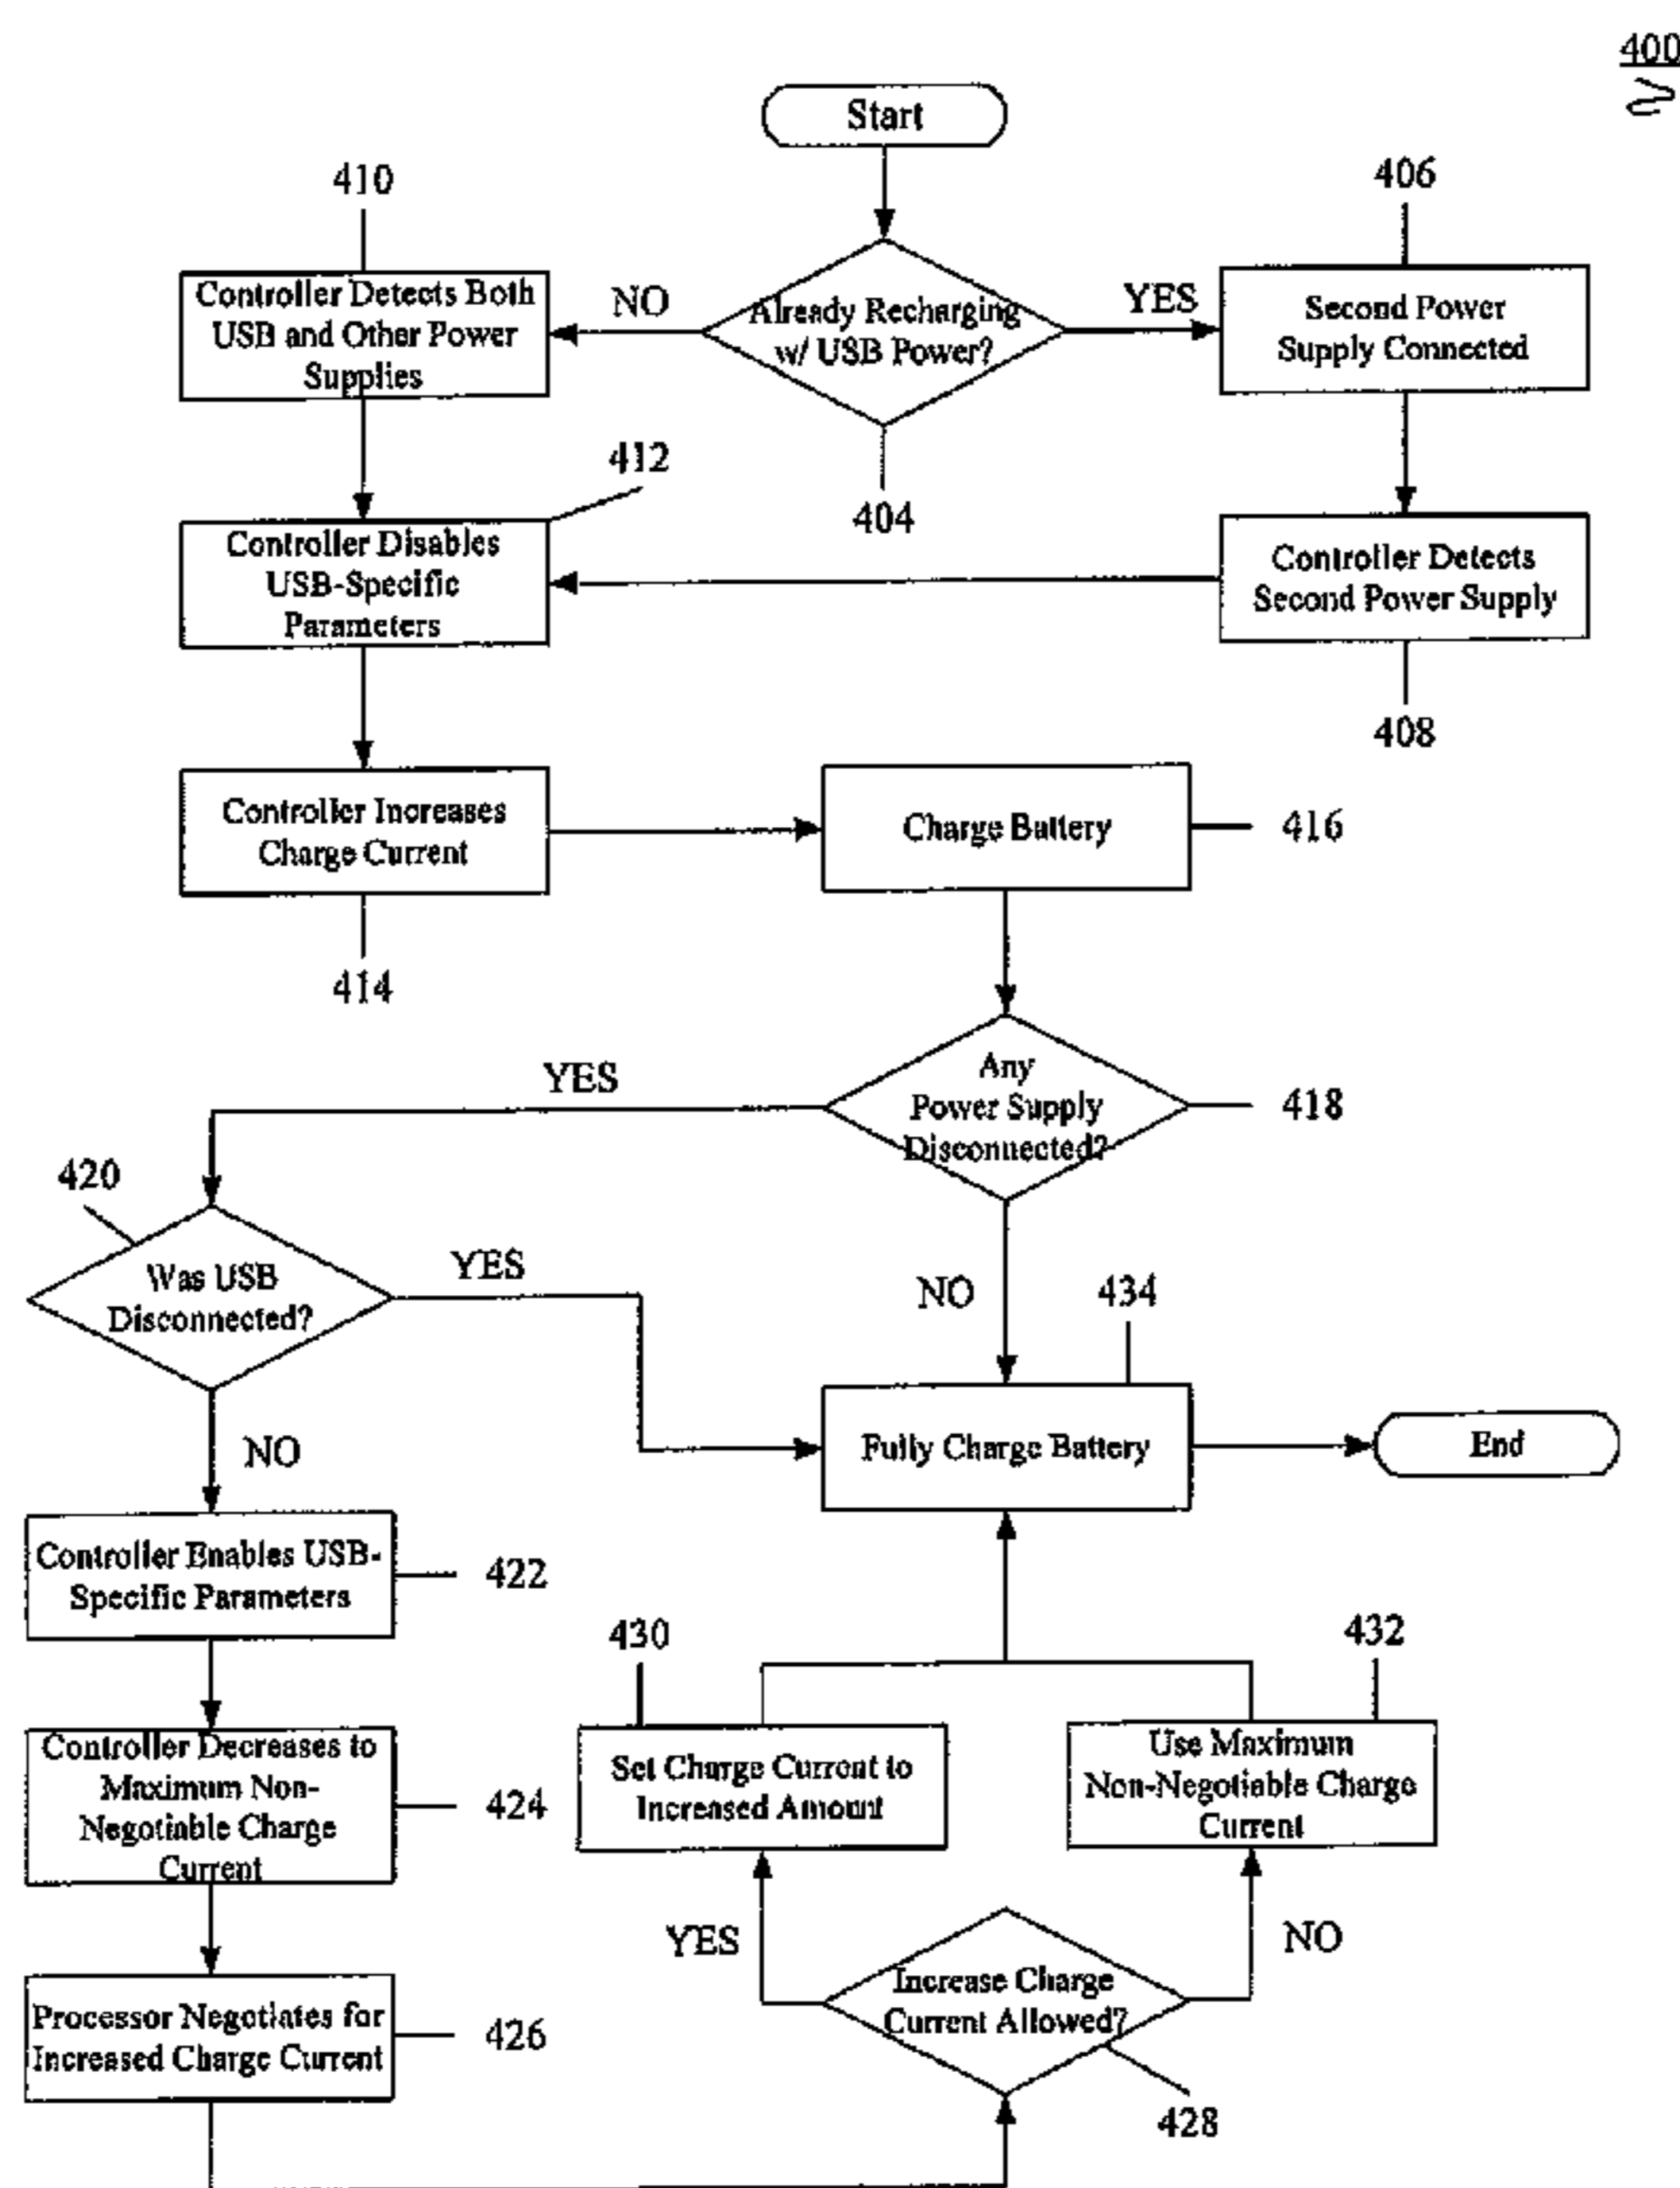 400
Start
410
406
Controller Detects Both
USB and Other Power
Supplies
NO
Already Recharging
w/ USB Power?
YES
Second Power
Supply Connected
412
404
Controller Disables
USB-Specific
Parameters
Controller Detects
Second Power Supply
408
Controller Increases
Charge Current
Charge Battery
416
414
YES
Any
Power Supply
Disconnected?
418
420
Was USB
Disconnected?
YES
NO
434
NO
Fully Charge Battery
End
Controller Enables USB-
Specific Parameters
422
430
432
Controller Decreases to
Maximum Non-
Negotiable Charge
Current
424
Set Charge Current to
Increased Amount
Use Maximum
Non-Negotiable Charge
Current
YES
NO
Processor Negotiates for
Increased Charge Current
426
Increase Charge
Current Allowed?
428